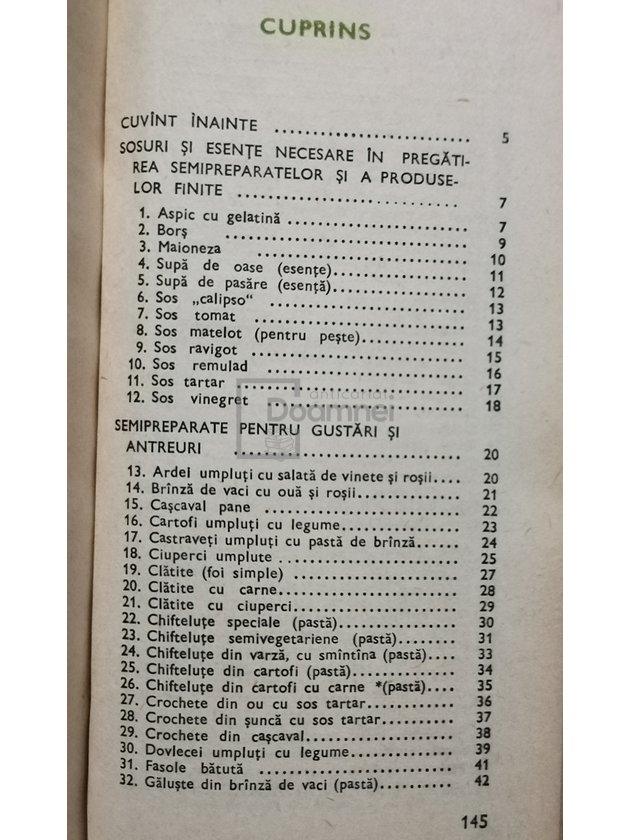 CUPRINS
CUVÎNT ÎNAINTE .............................. 5
SOSURI ŞI ESENŢE NECESARE ÎN PREGĂTI-
REA SEMIPREPARATELOR ŞI A PRODUSE-
LOR FINITE .............................. 7
1. Aspic cu gelatină .............................. 7
2. Borş .............................. 9
3. Maioneza .............................. 10
4. Supă de oase (esenţe).................. 11
5. Supă de pasăre (esenţă).................. 12
6. Sos „calipso“ .............................. 13
7. Sos tomat .............................. 13
8. Sos matelot (pentru peşte)............... 14
9. Sos ravigot .............................. 15
10. Sos remulad .............................. 16
11. Sos tartar .............................. 17
12. Sos vinegret .............................. 18
anticariat
Doamnei
SEMIPREPARATE PENTRU GUSTĂRI ŞI
ANTREURI .............................. 20
13. Ardei umpluţi cu salată de vinete şi roşii.... 20
14. Brînză de vaci cu ouă şi roşii............... 21
15. Caşcaval pane .............................. 22
16. Cartofi umpluţi cu legume.................. 23
17. Castraveţi umpluţi cu pastă de brînză...... 24
18. Ciuperci umplute .............................. 25
19. Clătite (foi simple) ........................ 27
20. Clătite cu carne........................... 28
21. Clătite cu ciuperci........................ 29
22. Chifteluţe speciale (pastă)............... 30
23. Chifteluţe semivegetariene (pastă)......... 31
24. Chifteluţe din varză, cu smîntîna (pastă).... 33
25. Chifteluţe din cartofi (pastă)............... 34
26. Chifteluţe din cartofi cu carne *(pastă).... 35
27. Crochete din ou cu sos tartar............... 36
28. Crochete din şuncă cu sos tartar............ 37
29. Crochete din caşcaval..................... 38
30. Dovlecei umpluţi cu legume............... 39
31. Fasole bătută .............................. 41
32. Găluşte din brînză de vaci (pastă)......... 42
145